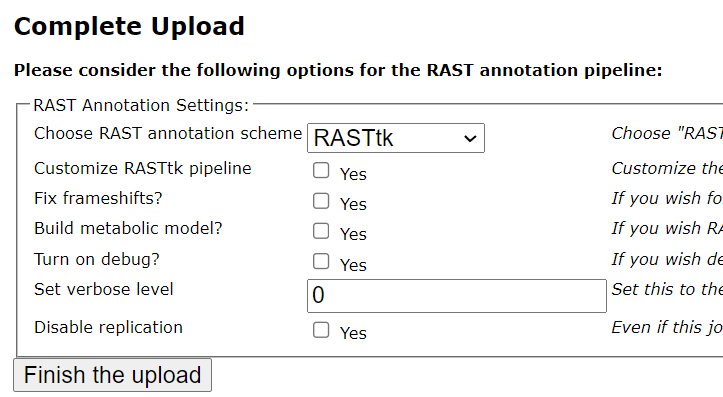 Complete Upload
Please consider the following options for the RAST annotation pipeline:
RAST Annotation Settings:
Choose RAST annotation scheme RASTtk Choose "RAST
Customize RASTtk pipeline Yes Customize the
Fix frameshifts? Yes If you wish fo
Build metabolic model? Yes If you wish RA
Turn on debug? Yes If you wish de
Set verbose level 0 Set this to the
Disable replication Yes Even if this jo
Finish the upload